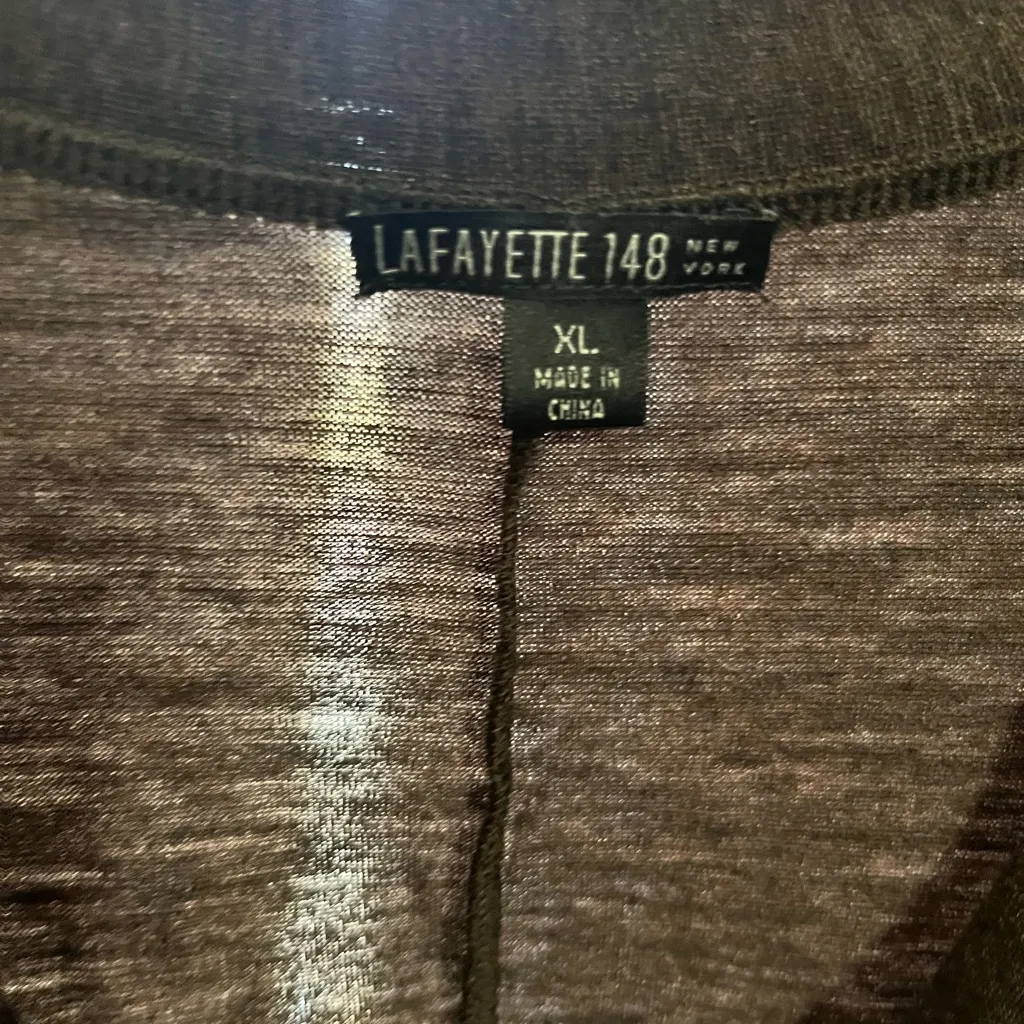 LAFAYETTE 148 NEW YORK
XL
MADE IN
CHINA